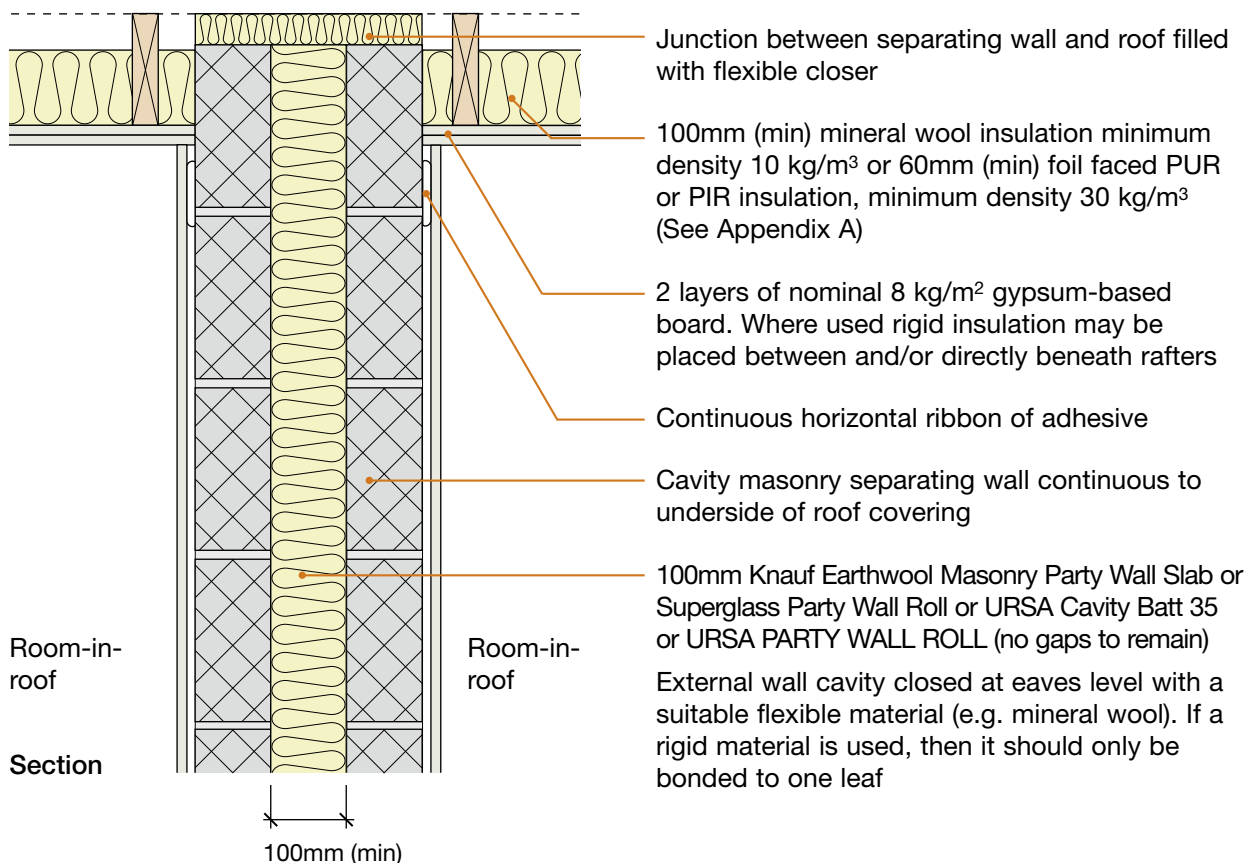 Junction between separating wall and roof filled
with flexible closer
100mm (min) mineral wool insulation minimum
density 10 kg/m³ or 60mm (min) foil faced PUR
or PIR insulation, minimum density 30 kg/m³
(See Appendix A)
2 layers of nominal 8 kg/m² gypsum-based
board. Where used rigid insulation may be
placed between and/or directly beneath rafters
Continuous horizontal ribbon of adhesive
Cavity masonry separating wall continuous to
underside of roof covering
100mm Knauf Earthwool Masonry Party Wall Slab or
Superglass Party Wall Roll or URSA Cavity Batt 35
or URSA PARTY WALL ROLL (no gaps to remain)
External wall cavity closed at eaves level with a
suitable flexible material (e.g. mineral wool). If a
rigid material is used, then it should only be
bonded to one leaf
Room-in-
roof
Room-in-
roof
Section
100mm (min)